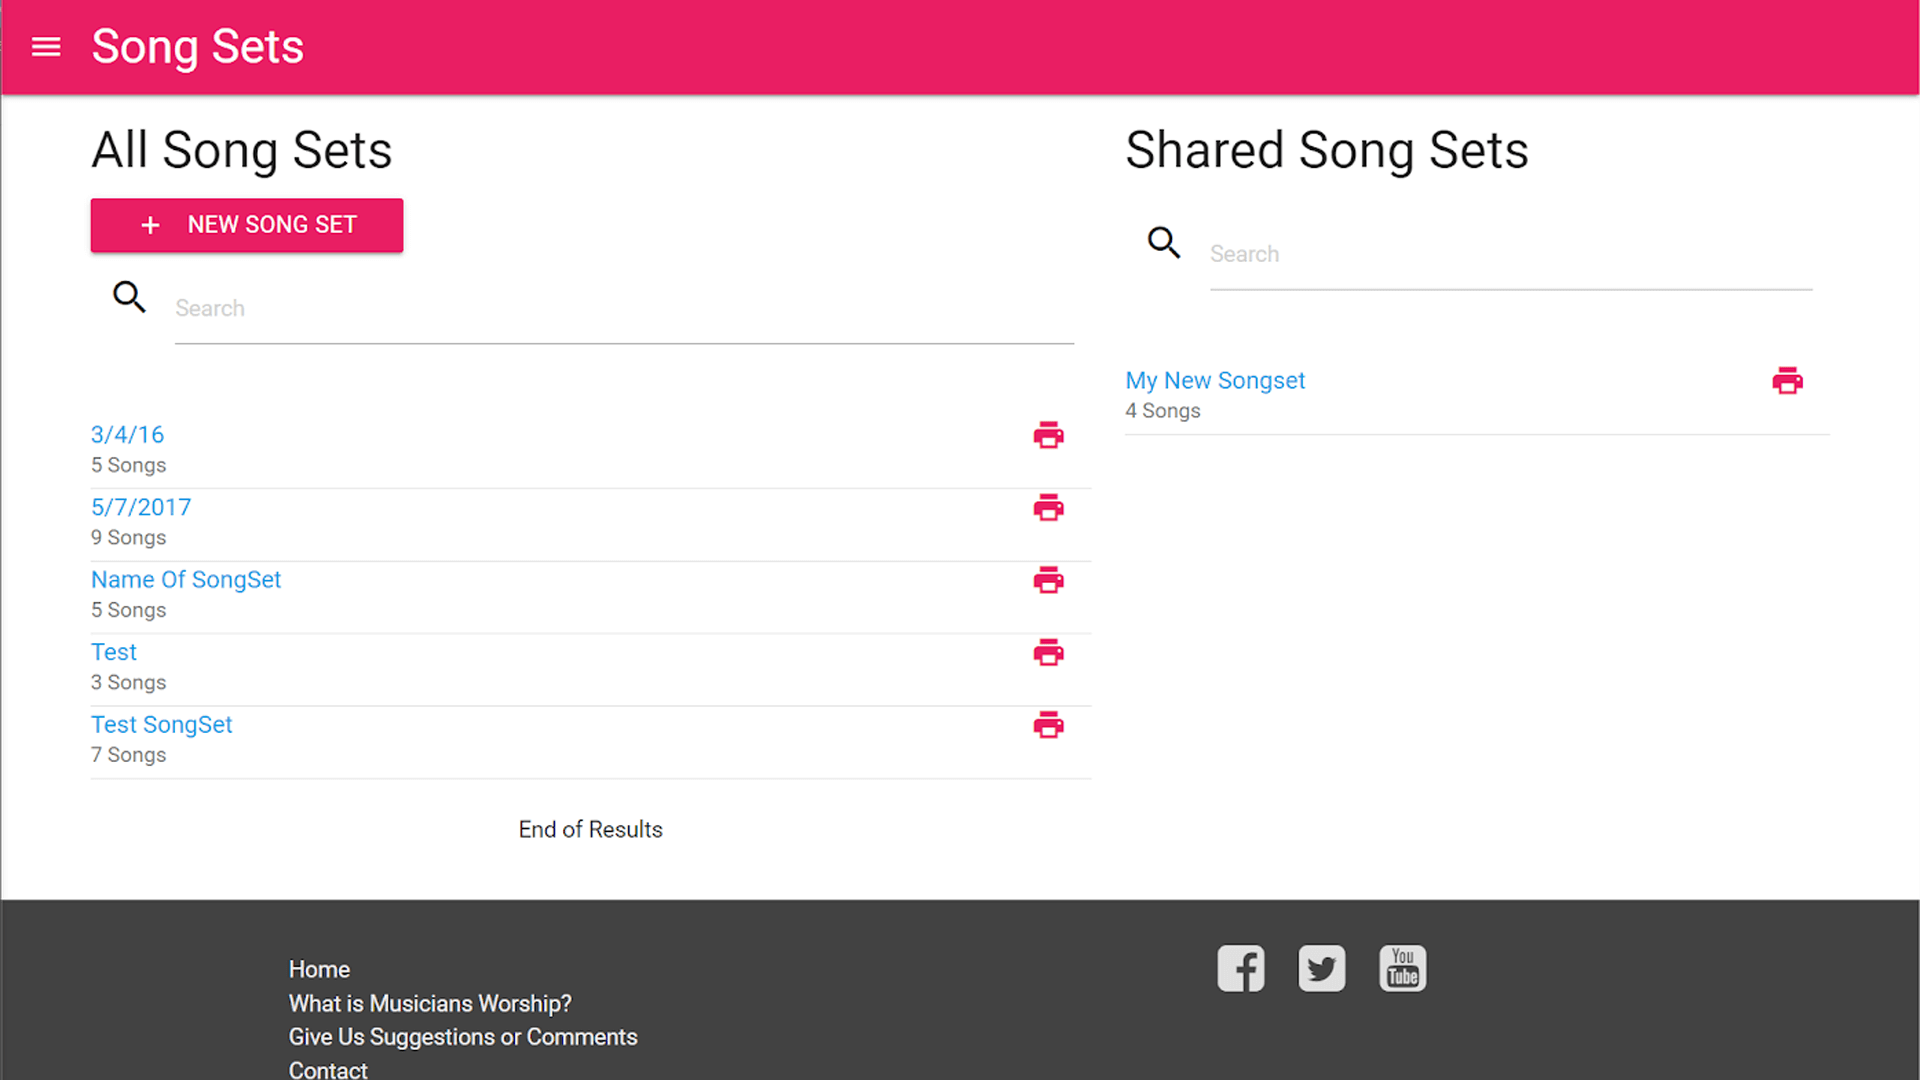 Song Sets
All Song Sets
+ NEW SONG SET
Search
3/4/16
5 Songs
5/7/2017
9 Songs
Name Of SongSet
5 Songs
Test
3 Songs
Test SongSet
7 Songs
End of Results
Shared Song Sets
Search
My New Songset
4 Songs
Home
What is Musicians Worship?
Give Us Suggestions or Comments
Contact
You
Tube